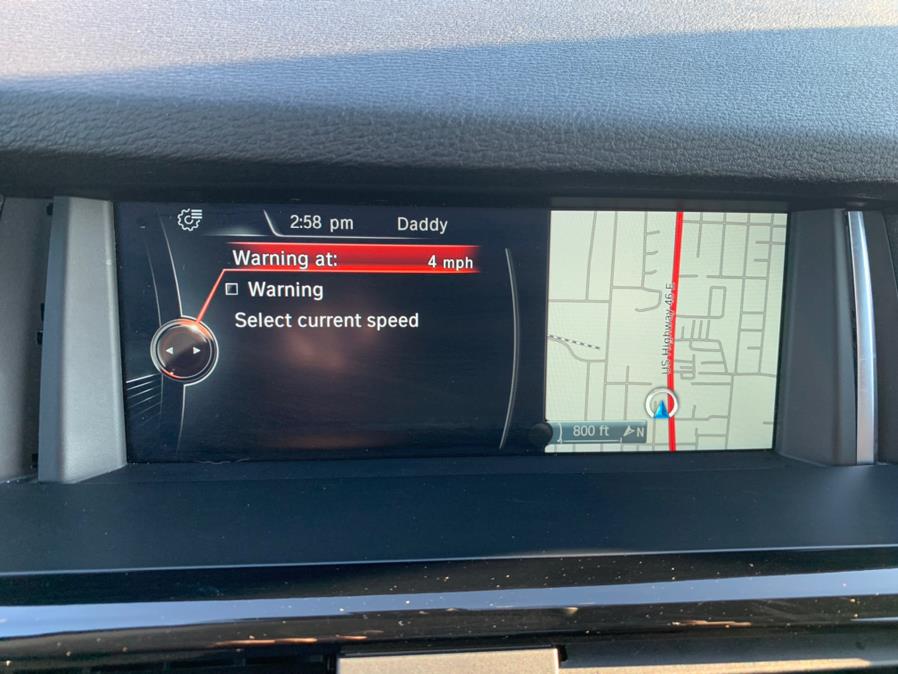 2:58 pm Daddy
Warning at: 4 mph
Warning
Select current speed
US Highway 46 E
800 ft N